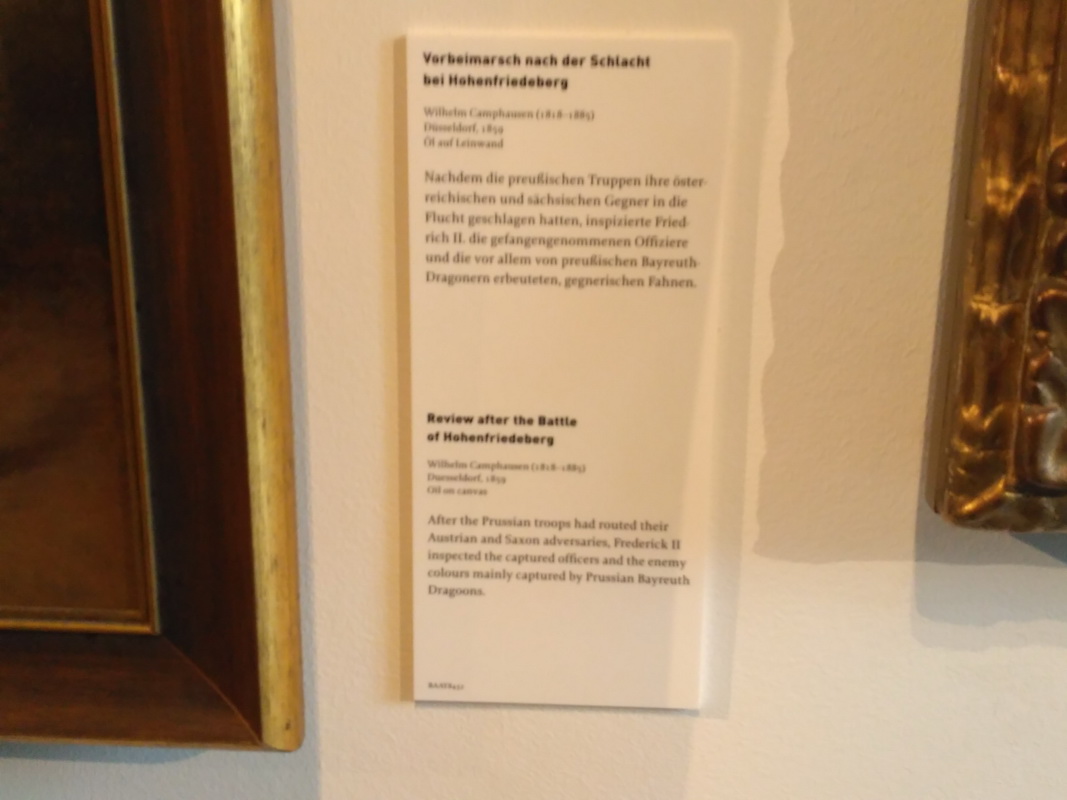 Vorbeimarsch nach der Schlacht
bei Hohenfriedeberg
Wilhelm Camphausen (1818–1885)
Düsseldorf, 1859
Öl auf Leinwand
Nachdem die preußischen Truppen ihre öster-
reichischen und sächsischen Gegner in die
Flucht geschlagen hatten, inspizierte Fried-
rich II. die gefangengenommenen Offiziere
und die vor allem von preußischen Bayreuth-
Dragonern erbeuteten, gegnerischen Fahnen.
Review after the Battle
of Hohenfriedeberg
Wilhelm Camphausen (1818–1885)
Duesseldorf, 1859
Oil on canvas
After the Prussian troops had routed their
Austrian and Saxon adversaries, Frederick II
inspected the captured officers and the enemy
colours mainly captured by Prussian Bayreuth
Dragoons.